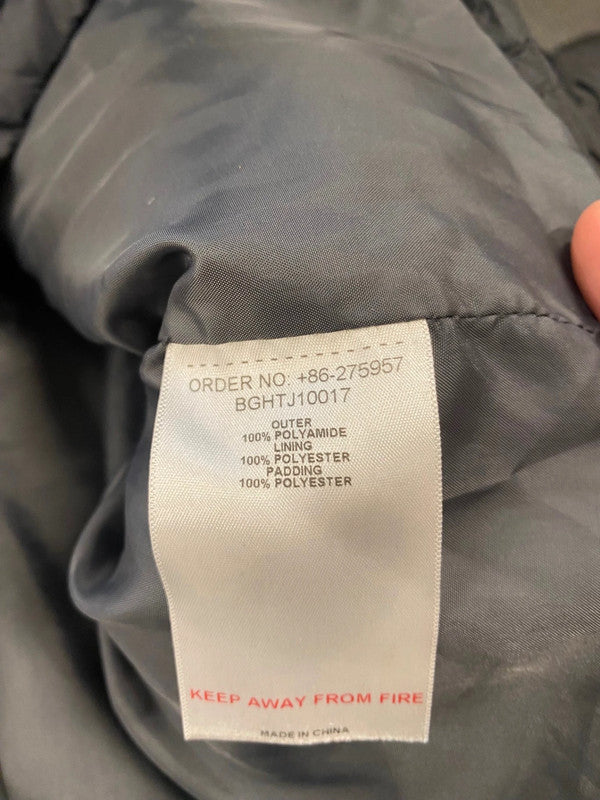 ORDER NO: +86-275957
BGHTJ10017
OUTER
100% POLYAMIDE
LINING
100% POLYESTER
PADDING
100% POLYESTER
KEEP AWAY FROM FIRE
MADE IN CHINA